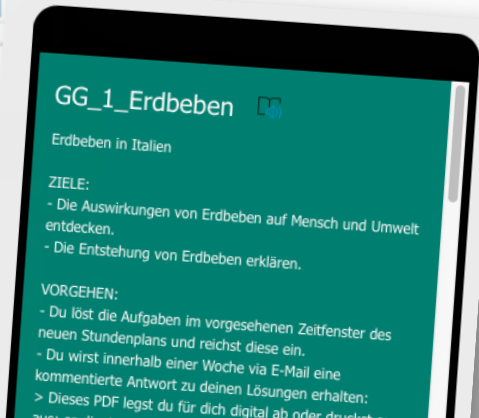 GG_1_Erdbeben
Erdbeben in Italien
ZIELE:
- Die Auswirkungen von Erdbeben auf Mensch und Umwelt
entdecken.
- Die Entstehung von Erdbeben erklären.
VORGEHEN:
- Du löst die Aufgaben im vorgesehenen Zeitfenster des
neuen Stundenplans und reichst diese ein.
- Du wirst innerhalb einer Woche via E-Mail eine
kommentierte Antwort zu deinen Lösungen erhalten:
> Dieses PDF legst du für dich digital ab oder